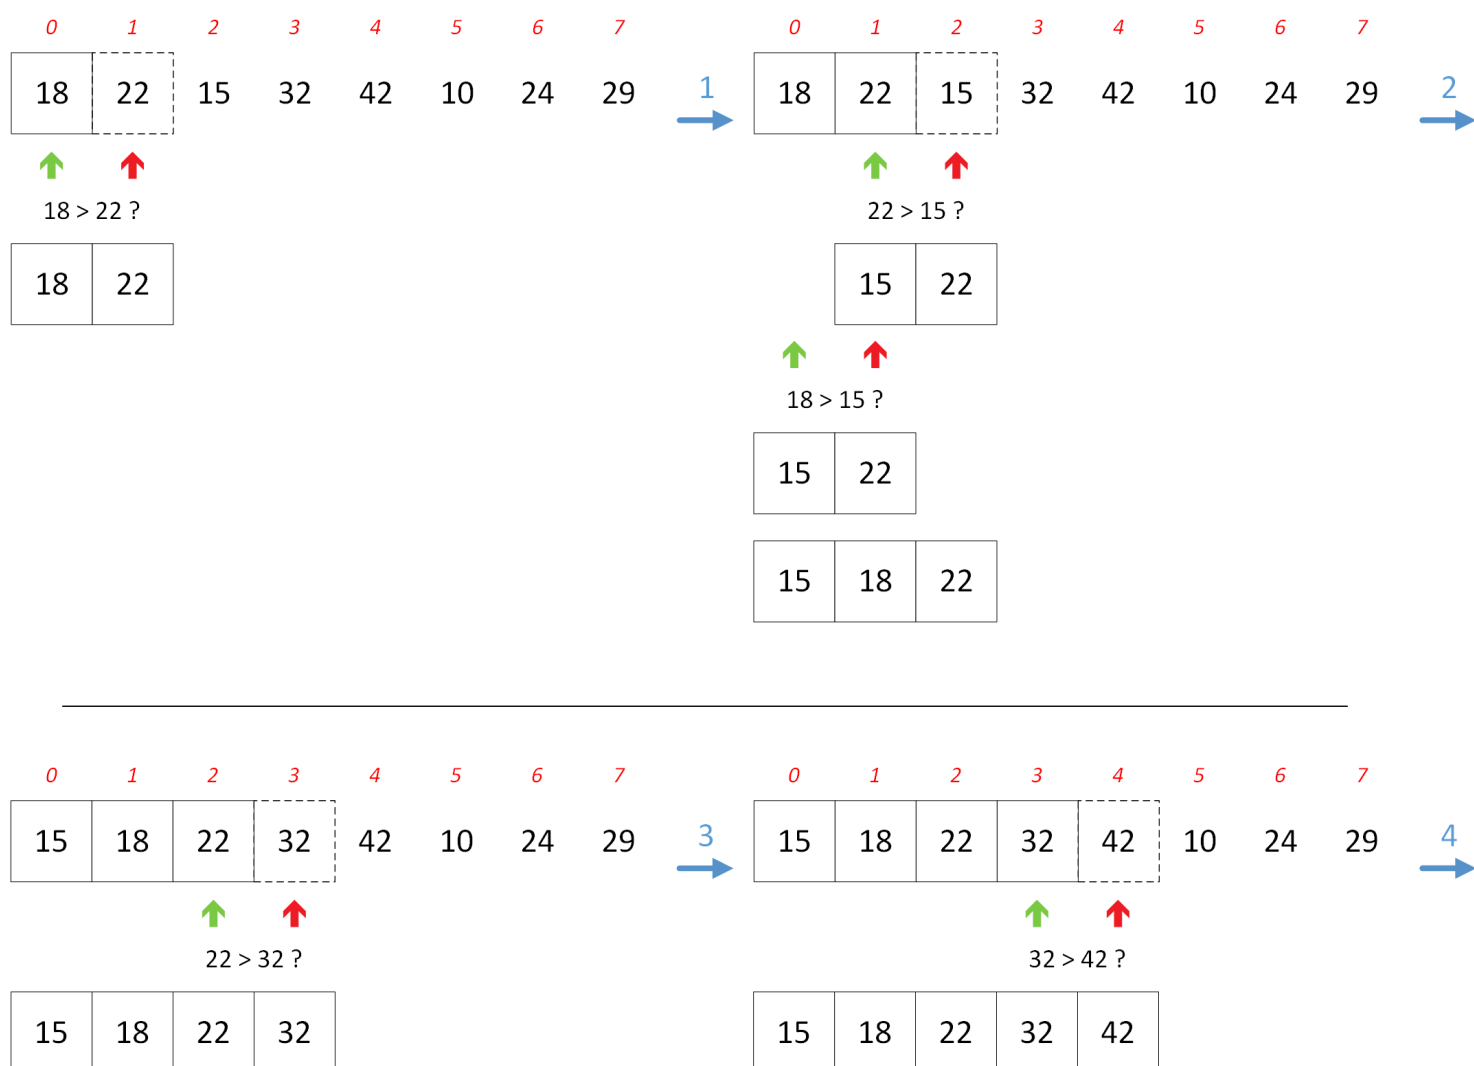 0 1 2 3 4 5 6 7
18 22 15 32 42 10 24 29
1
18 > 22 ?
18 22
0 1 2 3 4 5 6 7
18 22 15 32 42 10 24 29
2
22 > 15 ?
15 22
18 > 15 ?
15 22
15 18 22
0 1 2 3 4 5 6 7
15 18 22 32 42 10 24 29
3
22 > 32 ?
15 18 22 32
0 1 2 3 4 5 6 7
15 18 22 32 42 10 24 29
4
32 > 42 ?
15 18 22 32 42